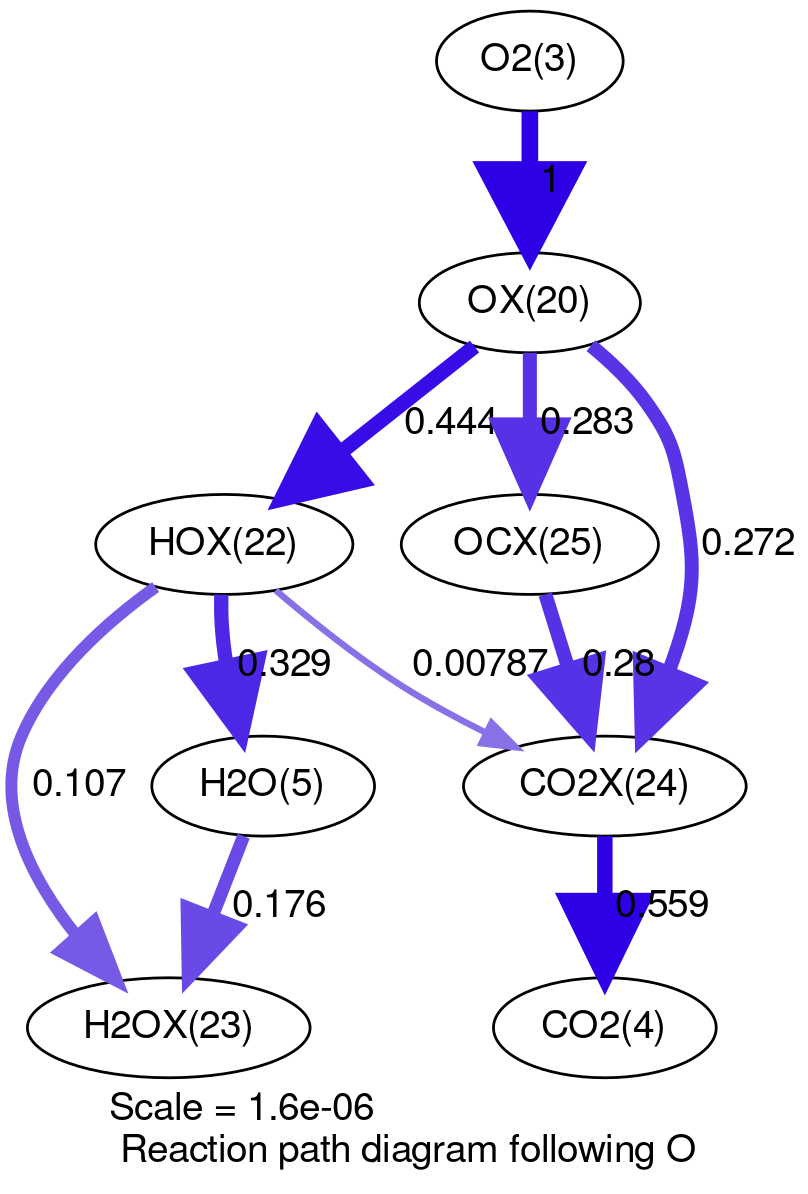 O2(3)
1
OX(20)
0.444
0.283
0.272
HOX(22)
OCX(25)
0.329
0.00787
0.28
0.107
H2O(5)
CO2X(24)
0.176
0.559
H2OX(23)
CO2(4)
Scale = 1.6e-06
Reaction path diagram following O